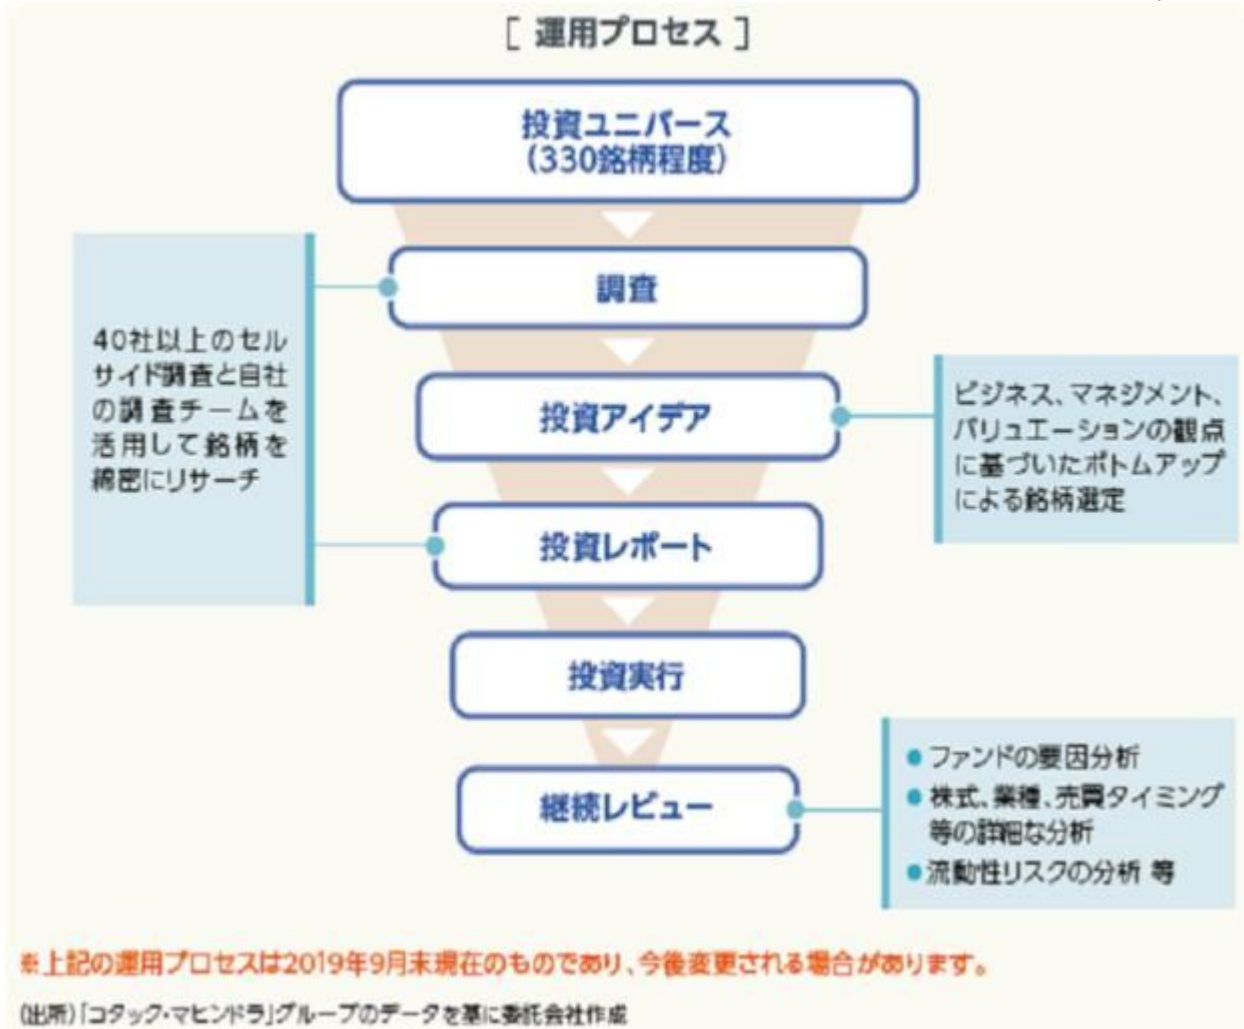 [ 運用プロセス ]
投資ユニバース
(330銘柄程度)
調査
40社以上のセル
サイド調査と自社
の調査チームを
活用して銘柄を
綿密にリサーチ
投資アイデア
ビジネス、マネジメント、
バリュエーションの観点
に基づいたボトムアップ
による銘柄選定
投資レポート
投資実行
継続レビュー
●ファンドの要因分析
●株式、業種、売買タイミング
等の詳細な分析
●流動性リスクの分析 等
※上記の運用プロセスは2019年9月末現在のものであり、今後変更される場合があります。
(出所)「コタック・マヒンドラ」グループのデータを基に委託会社作成